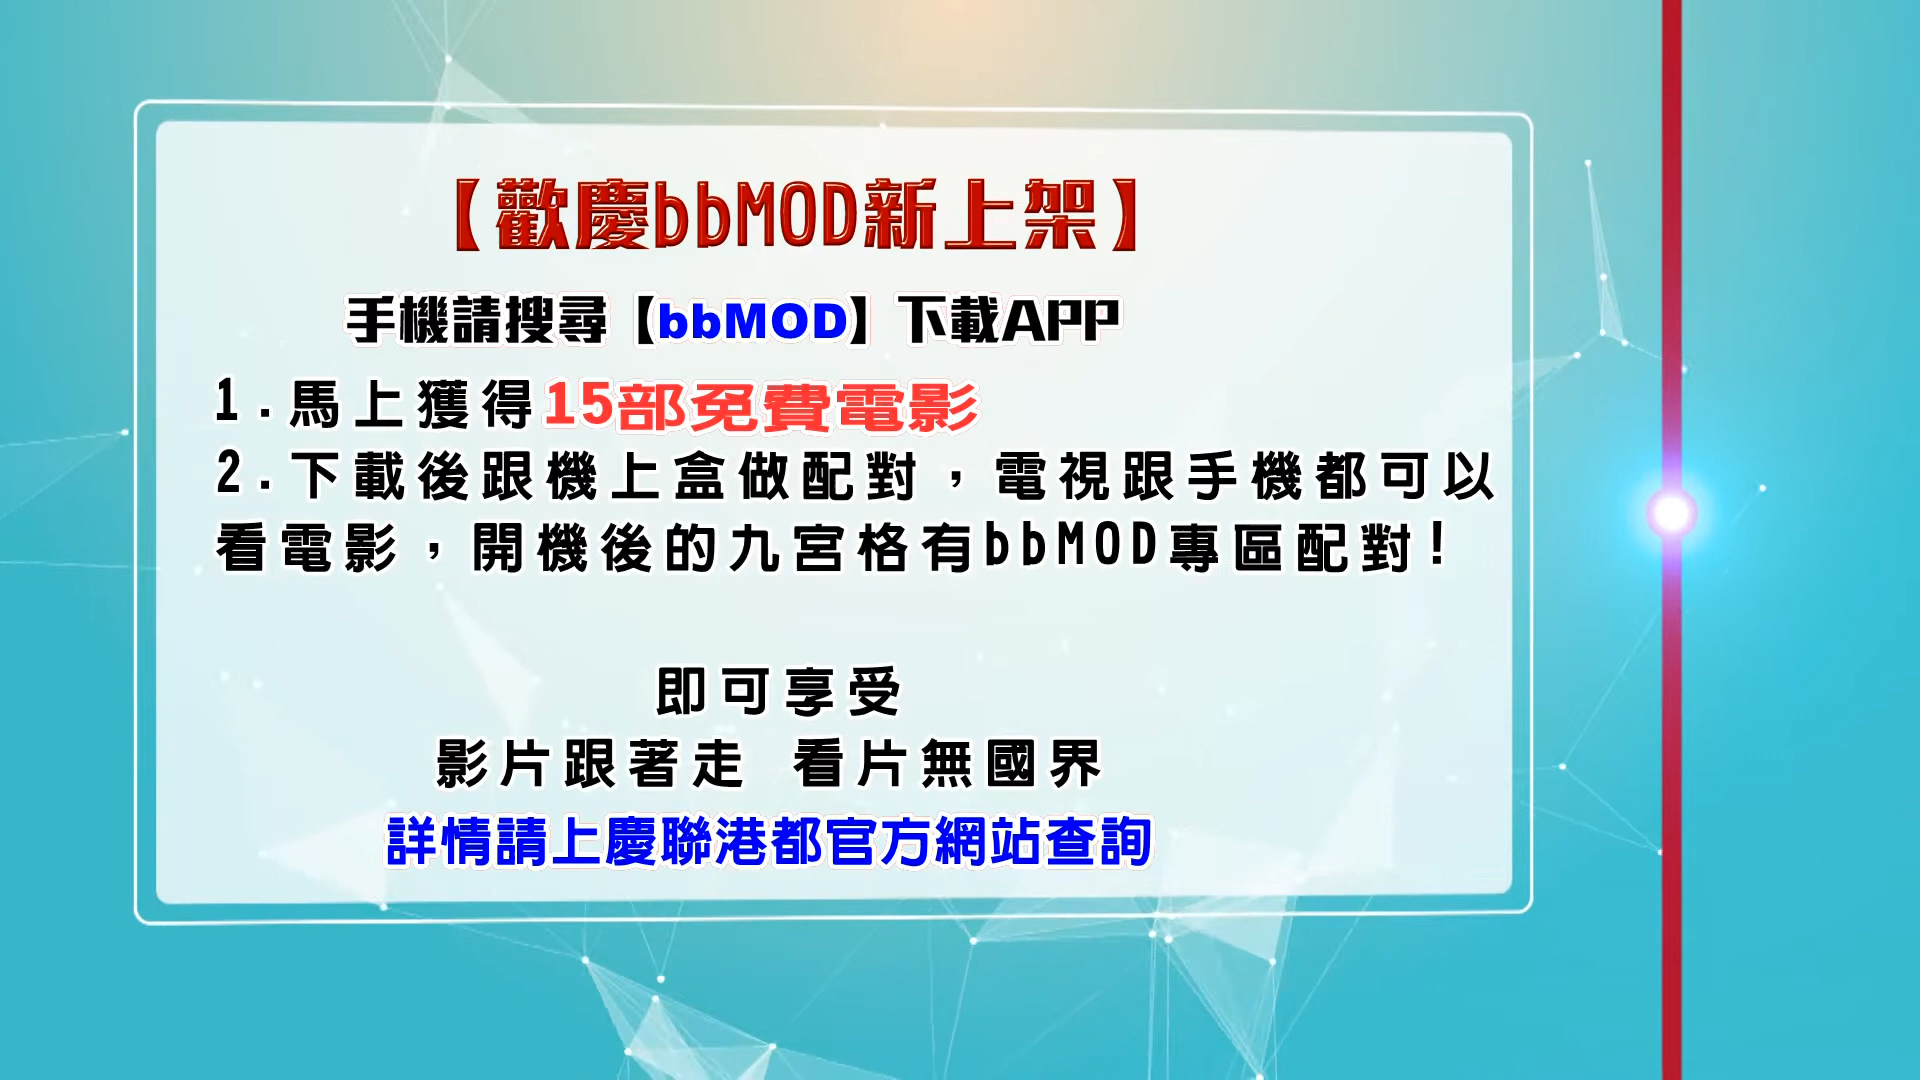 【歡慶bbMOD新上架】
手機請搜尋【bbMOD】下載APP
1.馬上獲得15部免費電影
2.下載後跟機上盒做配對，電視跟手機都可以
看電影，開機後的九宮格有bbMOD專區配對!
即可享受
影片跟著走 看片無國界
詳情請上慶聯港都官方網站查詢